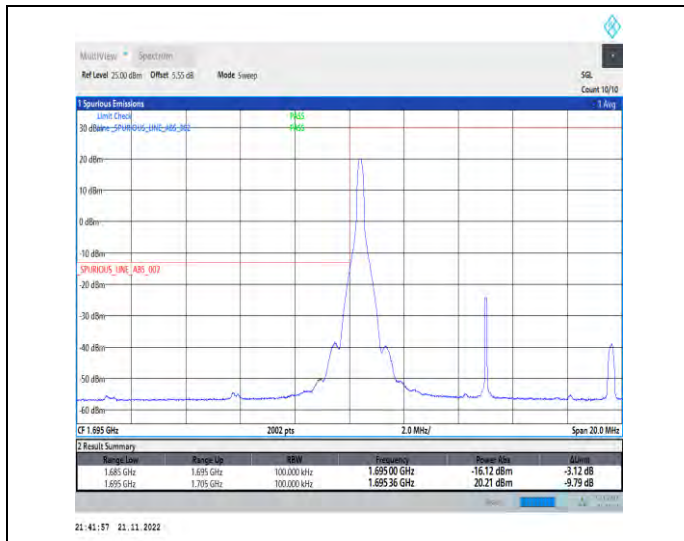 MultiView Spectrum
Ref Level 25.00 dBm Offset 5.55 dB Mode Sweep SGL
Count 10/10
1 Spurious Emissions 1 Avg
Limit Check PASS
30 dBm Line _SPURIOUS_LINE_ABS_002 PASS
20 dBm
10 dBm
0 dBm
-10 dBm
_SPURIOUS_LINE_ABS_002
-20 dBm
-30 dBm
-40 dBm
-50 dBm
-60 dBm
CF 1.695 GHz 2002 pts 2.0 MHz/ Span 20.0 MHz
2 Result Summary
Range Low Range Up RBW Frequency Power Abs ΔLimit
1.685 GHz 1.695 GHz 100.000 kHz 1.69500 GHz -16.12 dBm -3.12 dB
1.695 GHz 1.705 GHz 100.000 kHz 1.69536 GHz 20.21 dBm -9.79 dB
21:41:57 21.11.2022